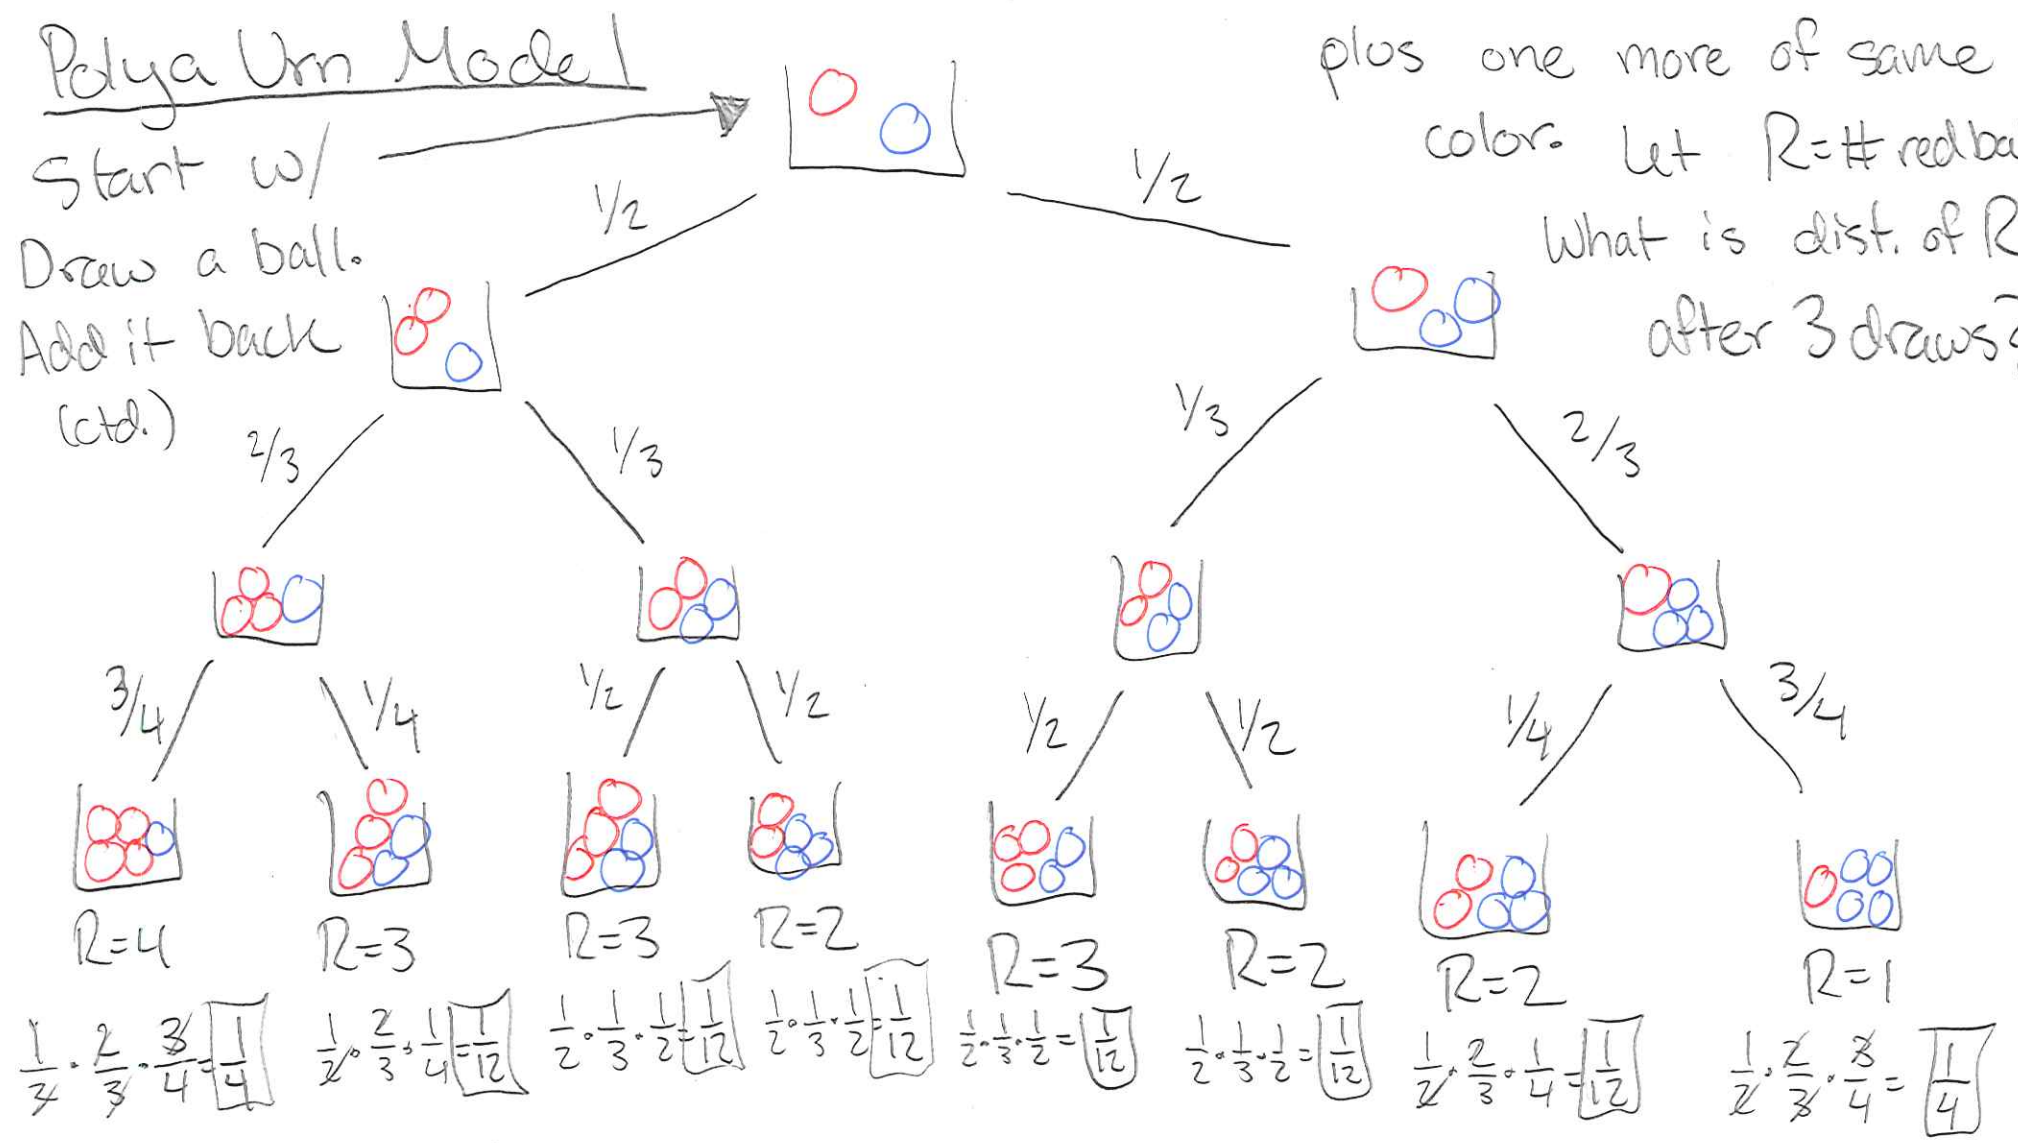 Polya Urn Model
Start w/
Draw a ball.
Add it back
(ctd.)
plus one more of same
color. Let R=# redba
What is dist. of R
after 3 draws?
1/2 1/2
2/3 1/3 1/3 2/3
3/4 1/4 1/2 1/2 1/2 1/2 1/4 3/4
R=4 R=3 R=3 R=2 R=3 R=2 R=2 R=1
1/2 · 2/3 · 3/4 = 1/4
1/2 · 2/3 · 1/4 = 1/12
1/2 · 1/3 · 1/2 = 1/12
1/2 · 1/3 · 1/2 = 1/12
1/2 · 1/3 · 1/2 = 1/12
1/2 · 1/3 · 1/2 = 1/12
1/2 · 2/3 · 1/4 = 1/12
1/2 · 2/3 · 3/4 = 1/4